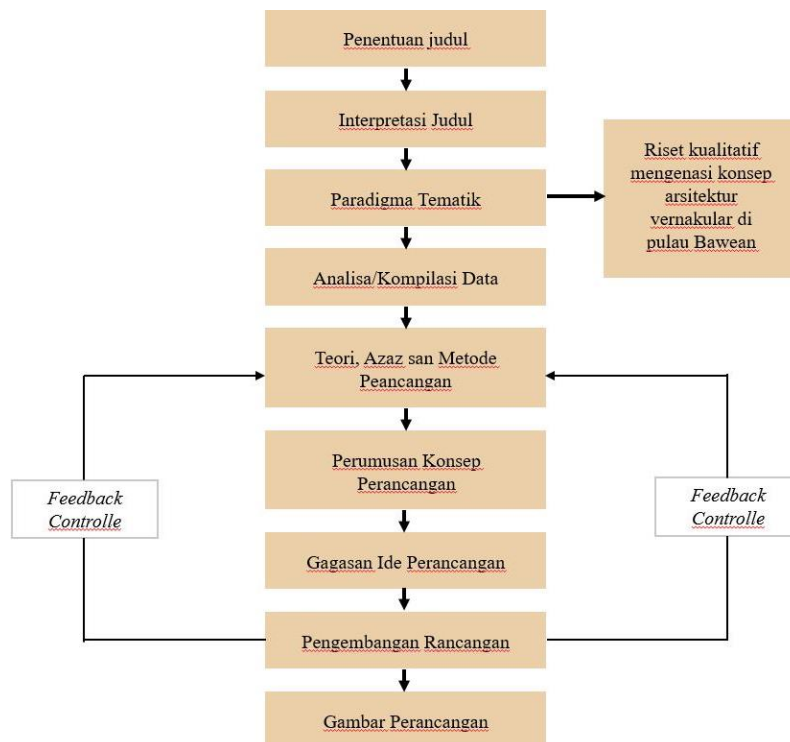 Penentuan judul
Interpretasi Judul
Paradigma Tematik
Riset kualitatif
mengenasi konsep
arsitektur
vernakular di
pulau Bawean
Analisa/Kompilasi Data
Teori, Azaz san Metode
Peancangan
Perumusan Konsep
Perancangan
Feedback
Controlle
Feedback
Controlle
Gagasan Ide Perancangan
Pengembangan Rancangan
Gambar Perancangan